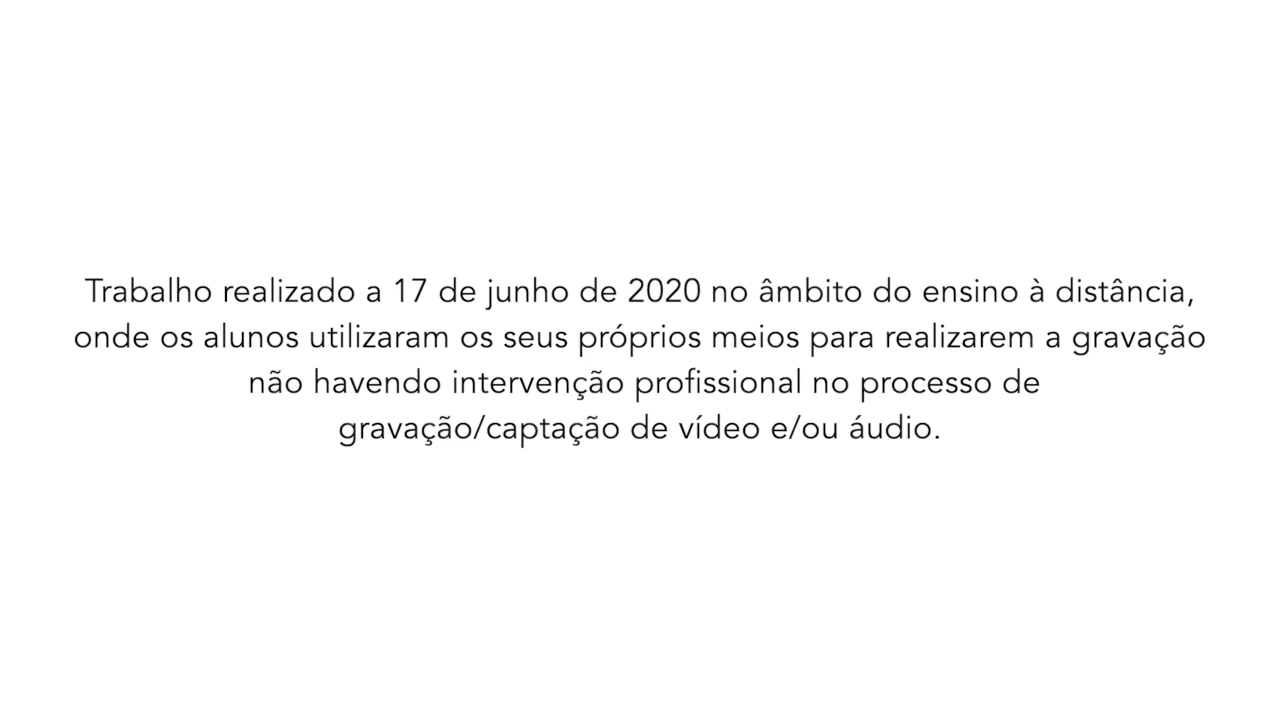 Trabalho realizado a 17 de junho de 2020 no âmbito do ensino à distância,
onde os alunos utilizaram os seus próprios meios para realizarem a gravação
não havendo intervenção profissional no processo de
gravação/captação de vídeo e/ou áudio.